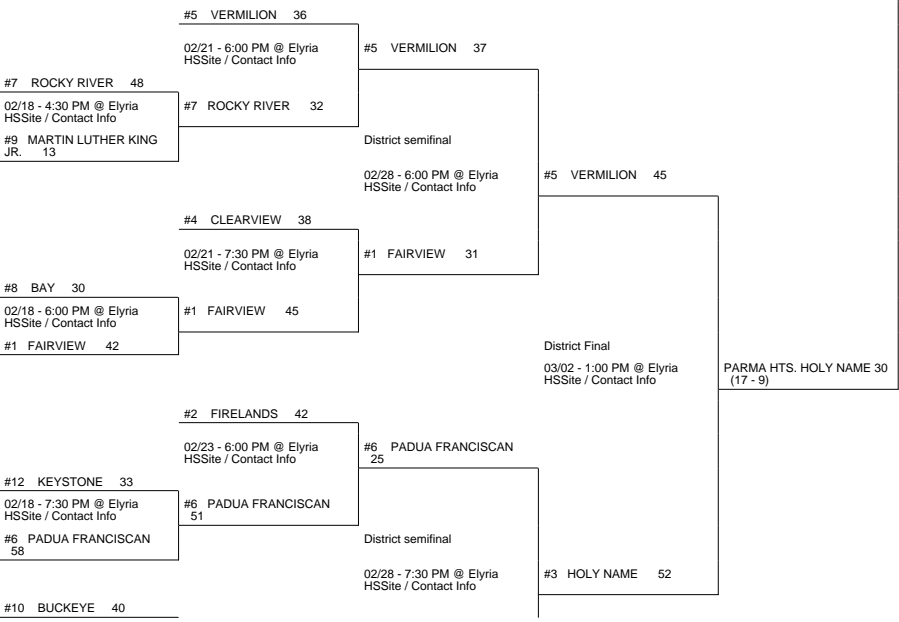 #5 VERMILION 36
02/21 - 6:00 PM @ Elyria
HSSite / Contact Info
#5 VERMILION 37
#7 ROCKY RIVER 48
02/18 - 4:30 PM @ Elyria
HSSite / Contact Info
#7 ROCKY RIVER 32
#9 MARTIN LUTHER KING
JR. 13
District semifinal
02/28 - 6:00 PM @ Elyria
HSSite / Contact Info
#5 VERMILION 45
#4 CLEARVIEW 38
02/21 - 7:30 PM @ Elyria
HSSite / Contact Info
#1 FAIRVIEW 31
#8 BAY 30
02/18 - 6:00 PM @ Elyria
HSSite / Contact Info
#1 FAIRVIEW 45
#1 FAIRVIEW 42
District Final
03/02 - 1:00 PM @ Elyria
HSSite / Contact Info
PARMA HTS. HOLY NAME 30
(17 - 9)
#2 FIRELANDS 42
02/23 - 6:00 PM @ Elyria
HSSite / Contact Info
#6 PADUA FRANCISCAN
25
#12 KEYSTONE 33
02/18 - 7:30 PM @ Elyria
HSSite / Contact Info
#6 PADUA FRANCISCAN
51
#6 PADUA FRANCISCAN
58
District semifinal
02/28 - 7:30 PM @ Elyria
HSSite / Contact Info
#3 HOLY NAME 52
#10 BUCKEYE 40